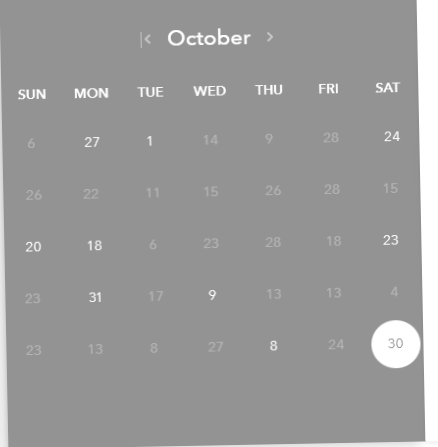 |< October >
SUN MON TUE WED THU FRI SAT
6 27 1 14 9 28 24
26 22 11 15 26 28 15
20 18 6 23 28 18 23
23 31 17 9 13 13 4
23 13 8 27 8 24 30